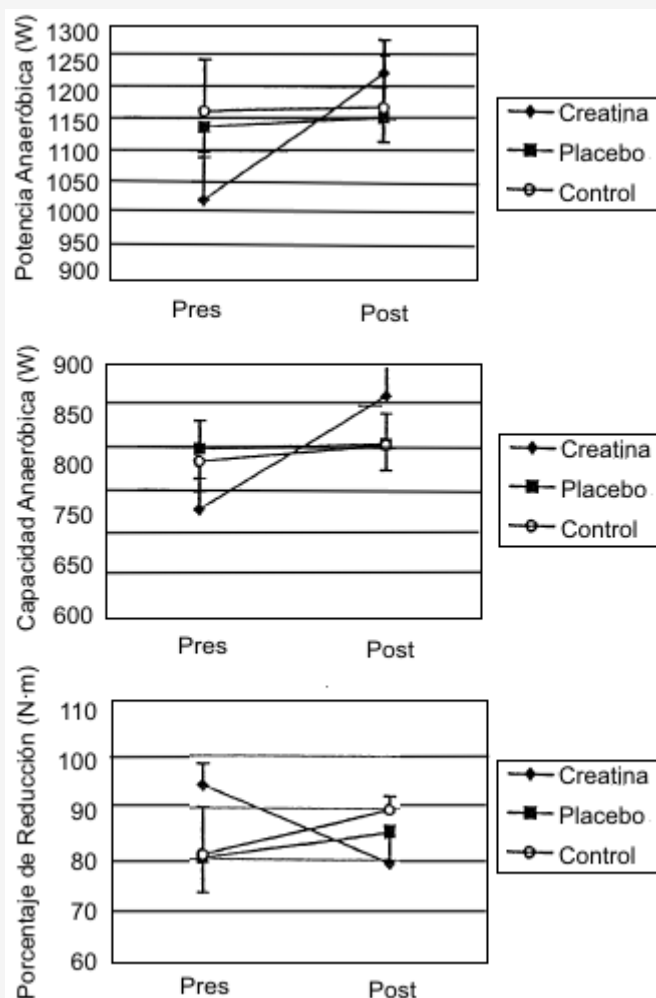 Potencia Anaeróbica (W)
1300
1250
1200
1150
1100
1050
1000
950
900
Pres Post
Creatina
Placebo
Control
Capacidad Anaeróbica (W)
900
850
800
750
650
600
Pres Post
Creatina
Placebo
Control
Porcentaje de Reducción (N·m)
110
100
90
80
70
60
Pres Post
Creatina
Placebo
Control